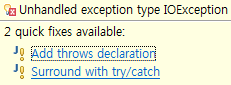 Unhandled exception type IOException
2 quick fixes available:
Add throws declaration
Surround with try/catch